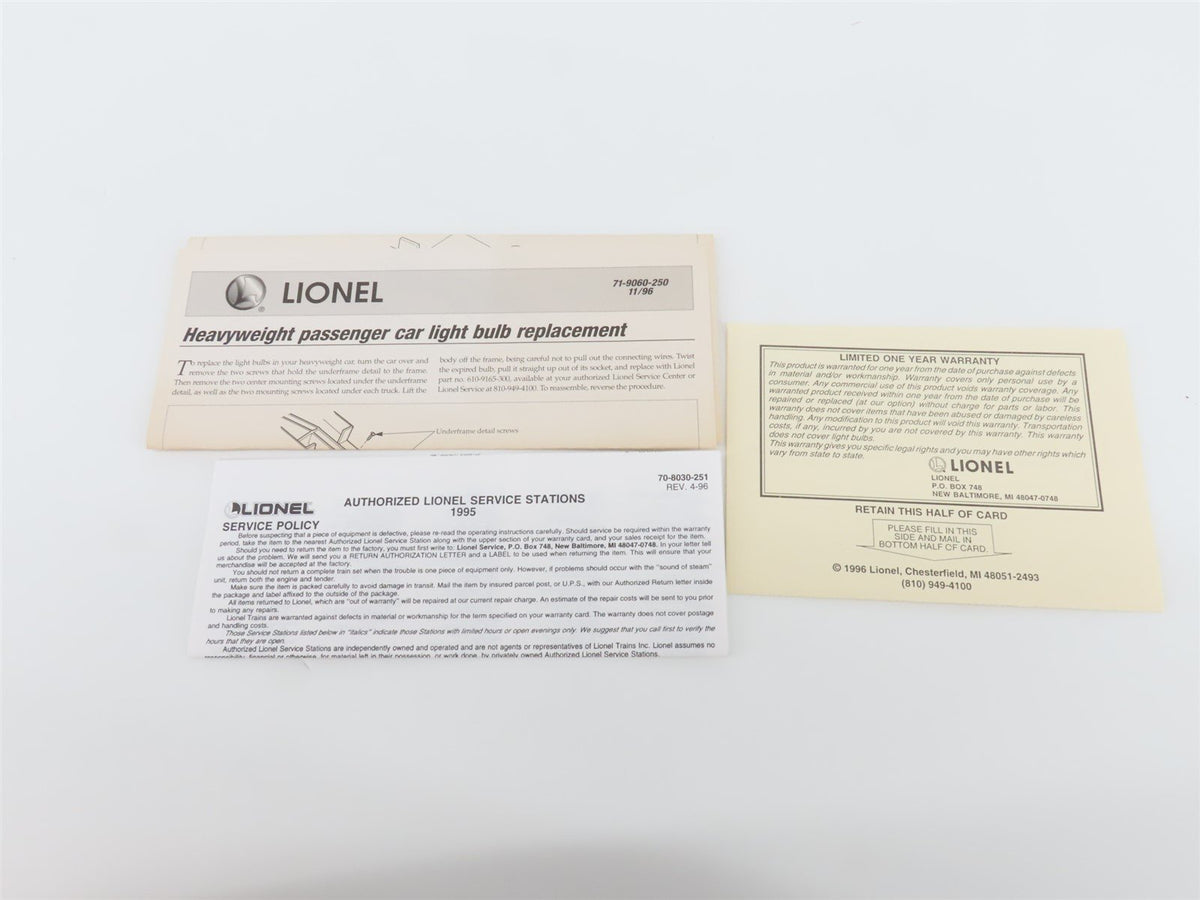 LIONEL
71-9060-250
11/96
Heavyweight passenger car light bulb replacement
To replace the light bulbs in your heavyweight car, turn the car over and
remove the two screws that hold the underframe detail to the frame.
Then remove the two center mounting screws located under the underframe
detail, as well as the two mounting screws located under each truck. Lift the
body off the frame, being careful not to pull out the connecting wires. Twist
the expired bulb, pull it straight up out of its socket, and replace with Lionel
part no. 610-9165-300, available at your authorized Lionel Service Center or
Lionel Service at 810-949-4100. To reassemble, reverse the procedure.
Underframe detail screws
70-8030-251
REV. 4-96
LIONEL
AUTHORIZED LIONEL SERVICE STATIONS
1995
SERVICE POLICY
Before suspecting that a piece of equipment is defective, please re-read the operating instructions carefully. Should service be required within the warranty
period, take the item to the nearest Authorized Lionel Service Station along with the upper section of your warranty card, and your sales receipt for the item.
Should you need to return the item to the factory, you must first write to: Lionel Service, P.O. Box 748, New Baltimore, MI 48047-0748. In your letter tell
us about the problem. We will send you a RETURN AUTHORIZATION LETTER and a LABEL to be used when returning the item. This will ensure that your
merchandise will be accepted at the factory.
You should not return a complete train set when the trouble is one piece of equipment only. However, if problems should occur with the "sound of steam"
unit, return both the engine and tender.
Make sure the item is packed carefully to avoid damage in transit. Mail the item by insured parcel post, or U.P.S., with our Authorized Return letter inside
the package and label affixed to the outside of the package.
All items returned to Lionel, which are "out of warranty" will be repaired at our current repair charge. An estimate of the repair costs will be sent to you prior
to making any repairs.
Lionel Trains are warranted against defects in material or workmanship for the term specified on your warranty card. The warranty does not cover postage
and handling costs.
Those Service Stations listed below in "italics" indicate those Stations with limited hours or open evenings only. We suggest that you call first to verify the
hours that they are open.
Authorized Lionel Service Stations are independently owned and operated and are not agents or representatives of Lionel Trains Inc. Lionel assumes no
responsibility, financial or otherwise, for material left in their possession, or work done, by privately owned Authorized Lionel Service Stations.
LIMITED ONE YEAR WARRANTY
This product is warranted for one year from the date of purchase against defects
in material and/or workmanship. Warranty covers only personal use by a
consumer. Any commercial use of this product voids warranty coverage. Any
warranted product received within one year from the date of purchase will be
repaired or replaced (at our option) without charge for parts or labor. This
warranty does not cover items that have been abused or damaged by careless
handling. Any modification to this product will void this warranty. Transportation
costs, if any, incurred by you are not covered by this warranty. This warranty
does not cover light bulbs.
This warranty gives you specific legal rights and you may have other rights which
vary from state to state.
LIONEL
LIONEL
P.O. BOX 748
NEW BALTIMORE, MI 48047-0748
RETAIN THIS HALF OF CARD
PLEASE FILL IN THIS
SIDE AND MAIL IN
BOTTOM HALF OF CARD.
© 1996 Lionel, Chesterfield, MI 48051-2493
(810) 949-4100